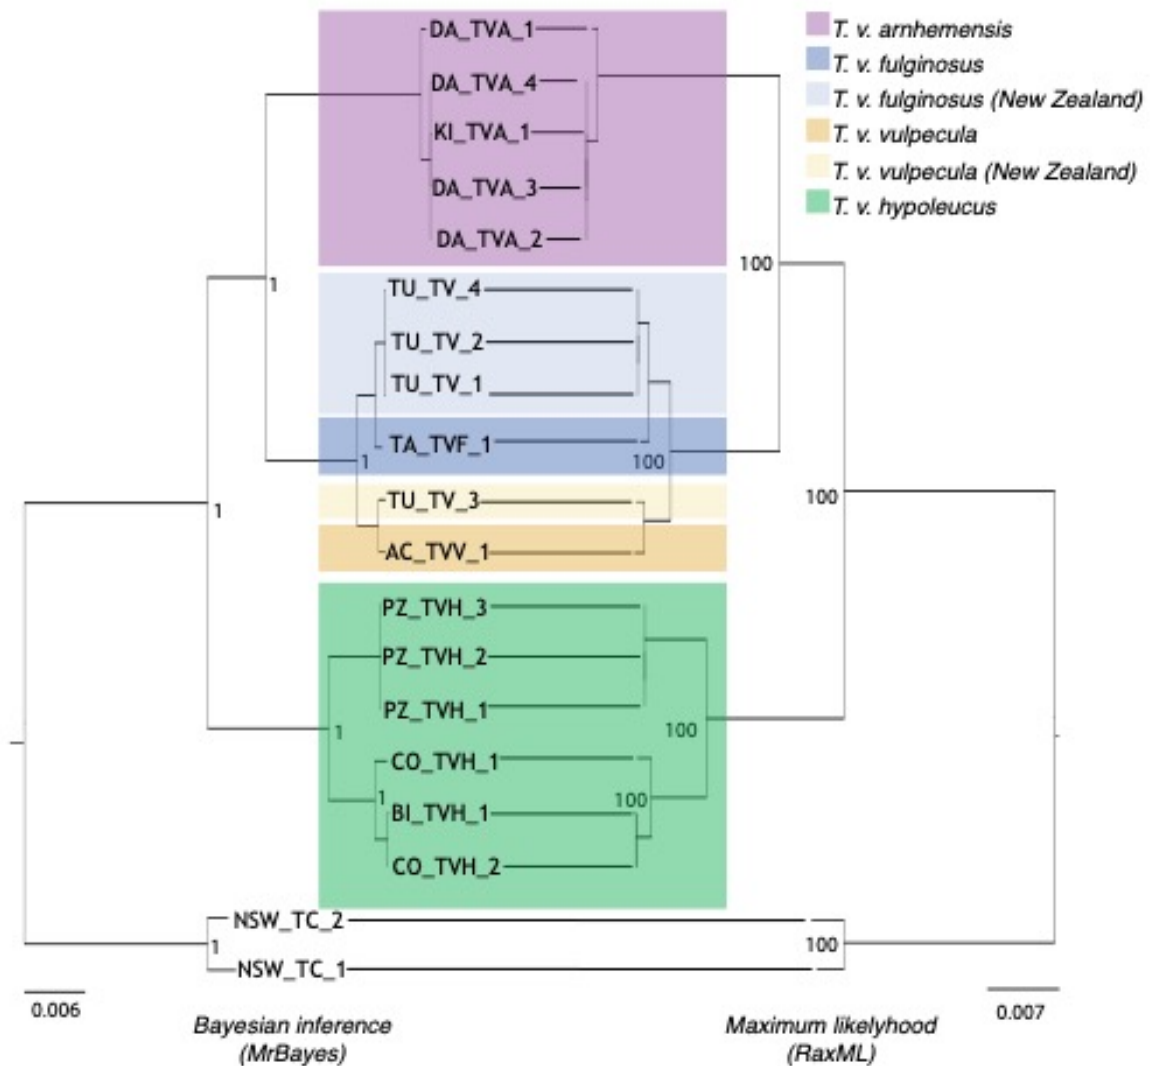 DA_TVA_1
DA_TVA_4
KI_TVA_1
DA_TVA_3
DA_TVA_2
TU_TV_4
TU_TV_2
TU_TV_1
TA_TVF_1
TU_TV_3
AC_TVV_1
PZ_TVH_3
PZ_TVH_2
PZ_TVH_1
CO_TVH_1
BI_TVH_1
CO_TVH_2
NSW_TC_2
NSW_TC_1
1
1
1
1
1
1
100
100
100
100
100
100
T. v. arnhemensis
T. v. fulginosus
T. v. fulginosus (New Zealand)
T. v. vulpecula
T. v. vulpecula (New Zealand)
T. v. hypoleucus
0.006
Bayesian inference
(MrBayes)
Maximum likelyhood
(RaxML)
0.007